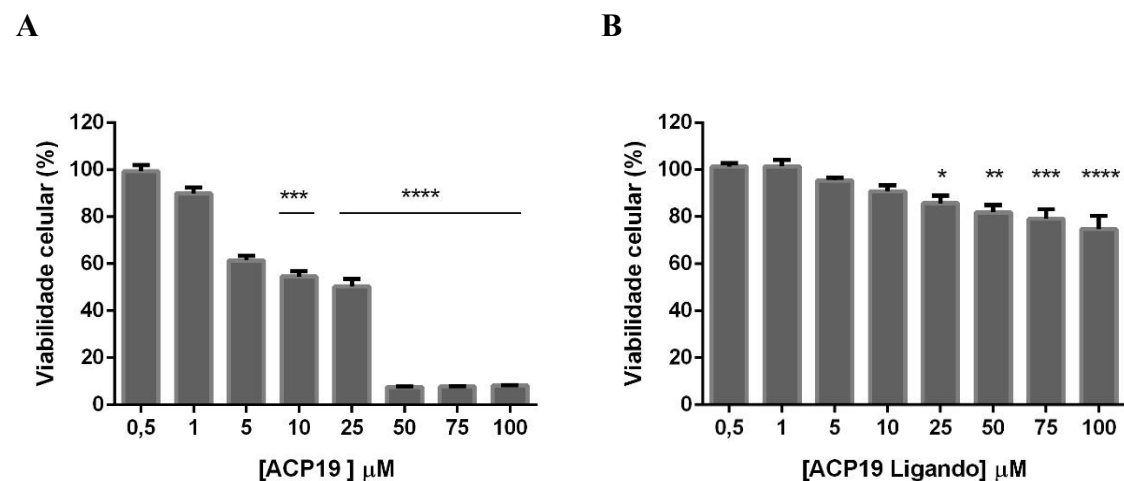 A
Viabilidade celular (%)
120
100
80
60
40
20
0
***
****
0,5 1 5 10 25 50 75 100
[ACP19 ] µM
B
Viabilidade celular (%)
120
100
80
60
40
20
0
* ** *** ****
0,5 1 5 10 25 50 75 100
[ACP19 Ligando] µM